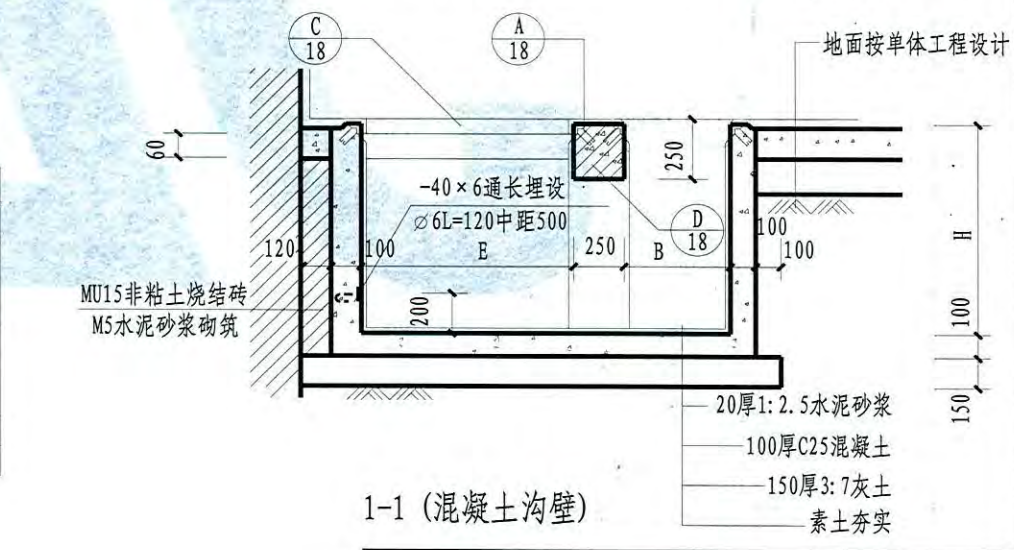 C
18
A
18
地面按单体工程设计
60
250
-40×6通长埋设
∅6L=120中距500
D
18
120
100
E
250
B
100
100
H
MU15非粘土烧结砖
M5水泥砂浆砌筑
200
100
150
20厚1:2.5水泥砂浆
100厚C25混凝土
150厚3:7灰土
素土夯实
1-1 (混凝土沟壁)